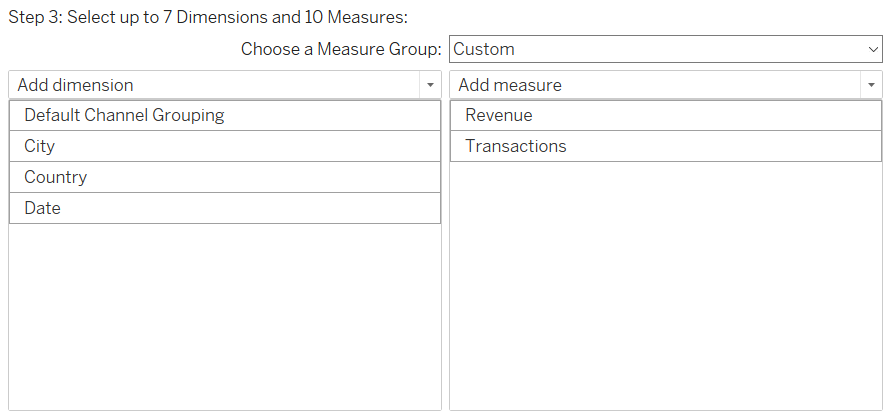 Step 3: Select up to 7 Dimensions and 10 Measures:
Choose a Measure Group: Custom
Add dimension
Default Channel Grouping
City
Country
Date
Add measure
Revenue
Transactions